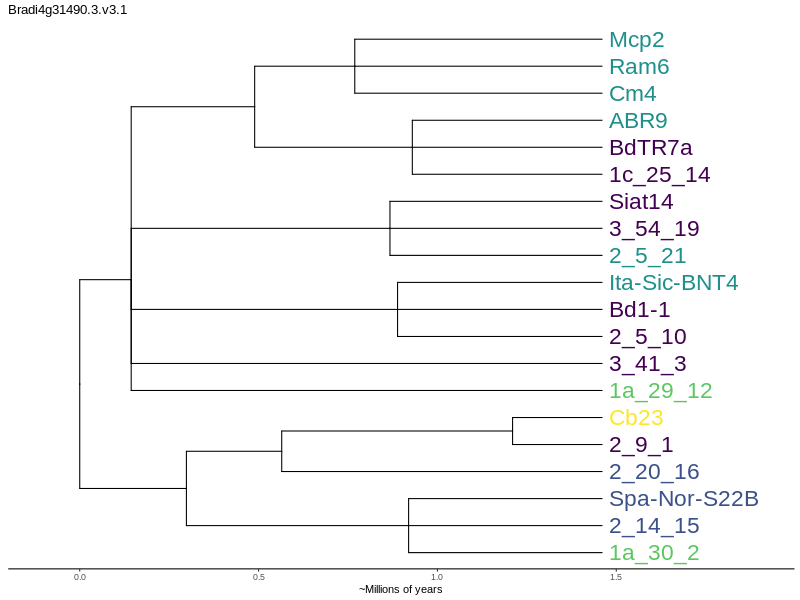 Bradi4g31490.3.v3.1
Mcp2
Ram6
Cm4
ABR9
BdTR7a
1c_25_14
Siat14
3_54_19
2_5_21
Ita-Sic-BNT4
Bd1-1
2_5_10
3_41_3
1a_29_12
Cb23
2_9_1
2_20_16
Spa-Nor-S22B
2_14_15
1a_30_2
0.0 0.5 1.0 1.5
~Millions of years